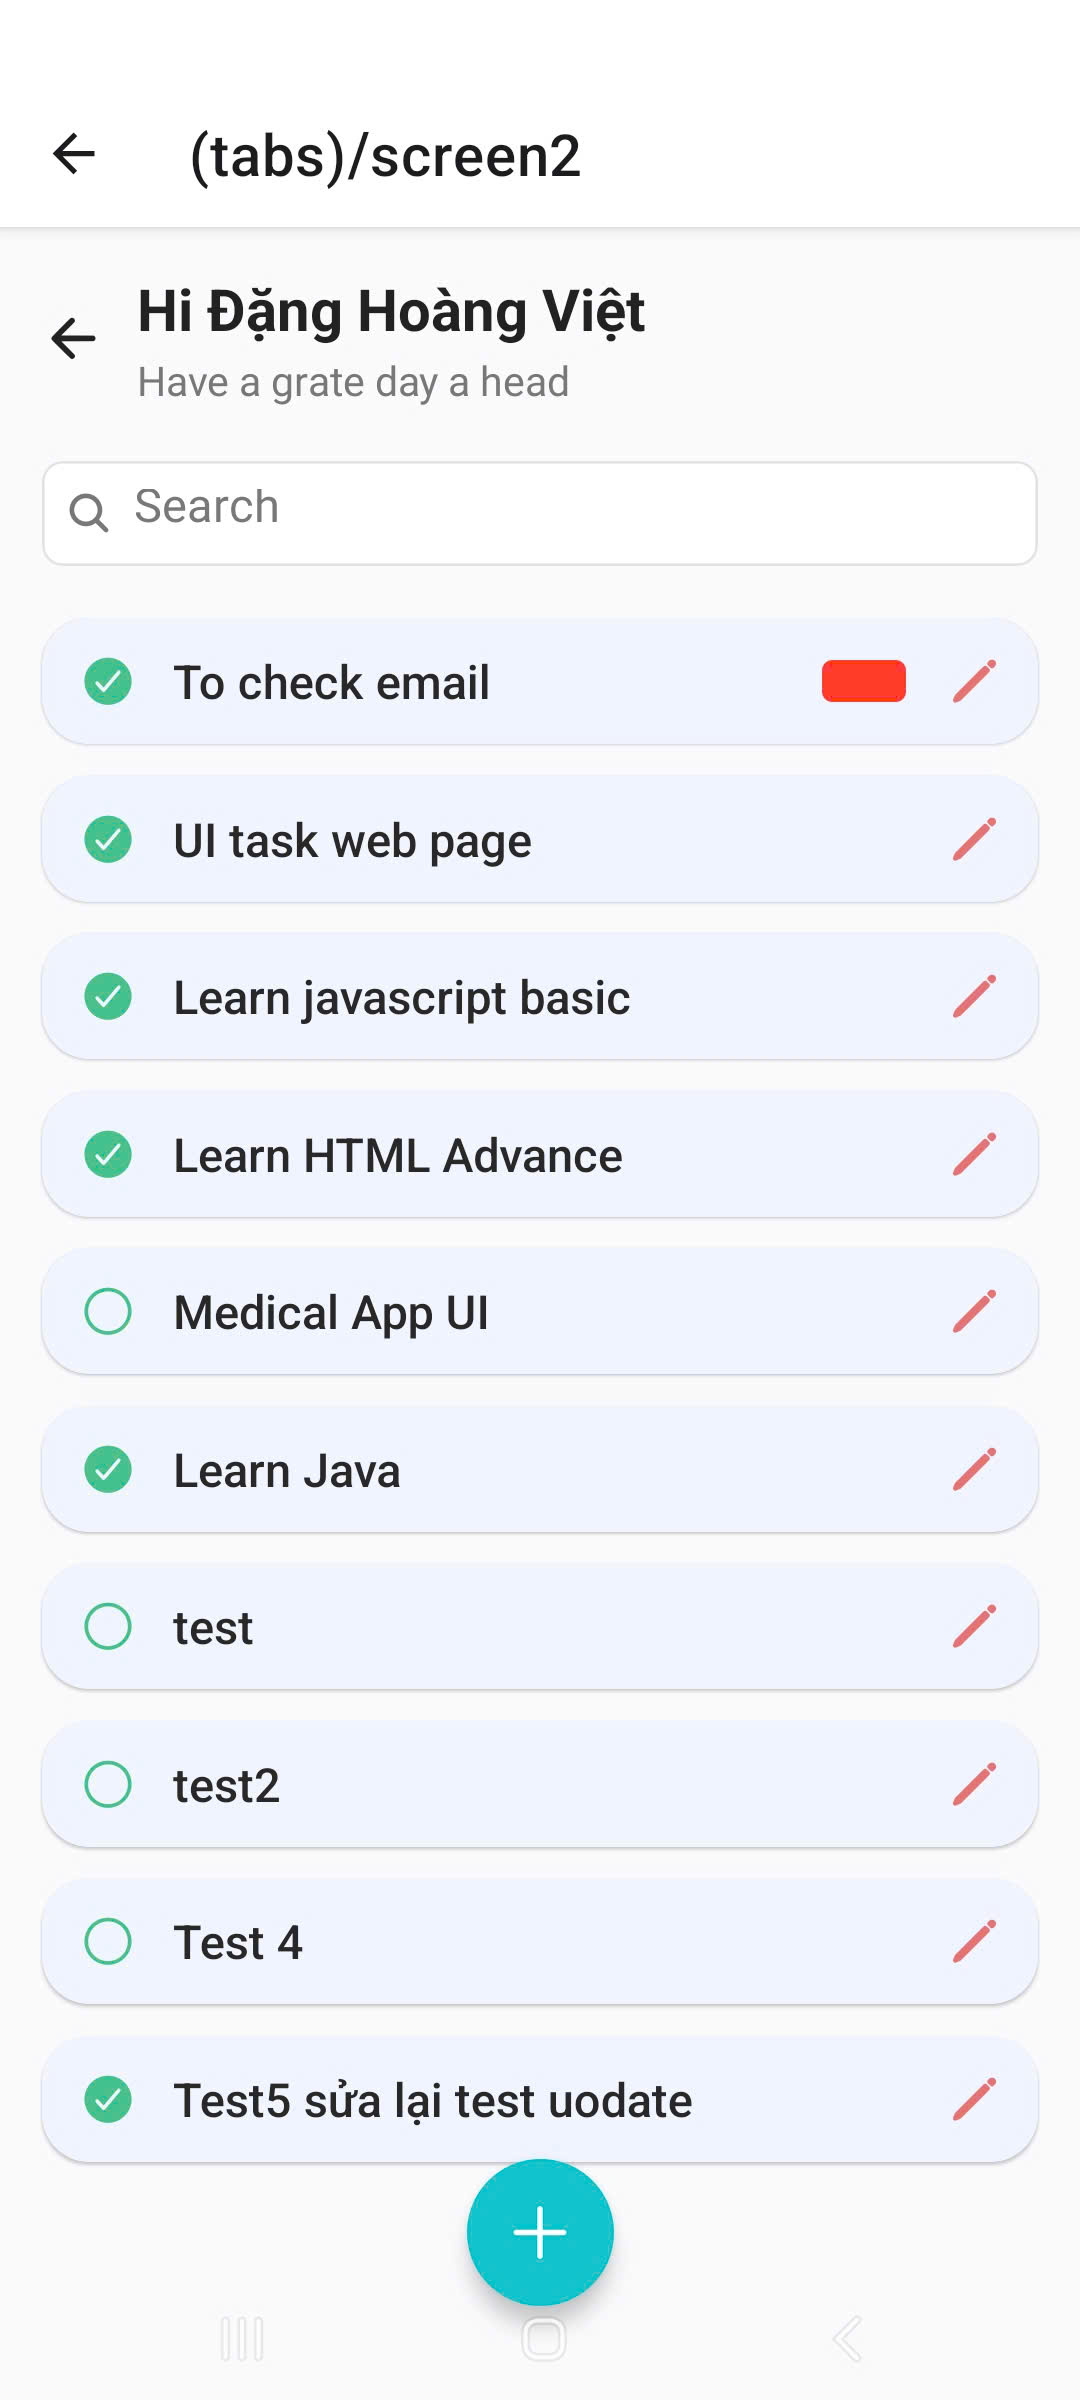 (tabs)/screen2
Hi Đặng Hoàng Việt
Have a grate day a head
Search
To check email
UI task web page
Learn javascript basic
Learn HTML Advance
Medical App UI
Learn Java
test
test2
Test 4
Test5 sửa lại test uodate